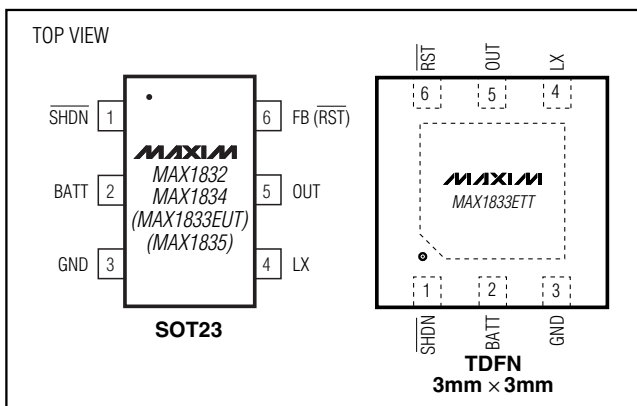 TOP VIEW
SHDN 1
BATT 2
GND 3
MAXIM
MAX1832
MAX1834
(MAX1833EUT)
(MAX1835)
6 FB (RST)
5 OUT
4 LX
SOT23
RST
OUT
LX
6
5
4
MAXIM
MAX1833ETT
1
2
3
SHDN
BATT
GND
TDFN
3mm × 3mm